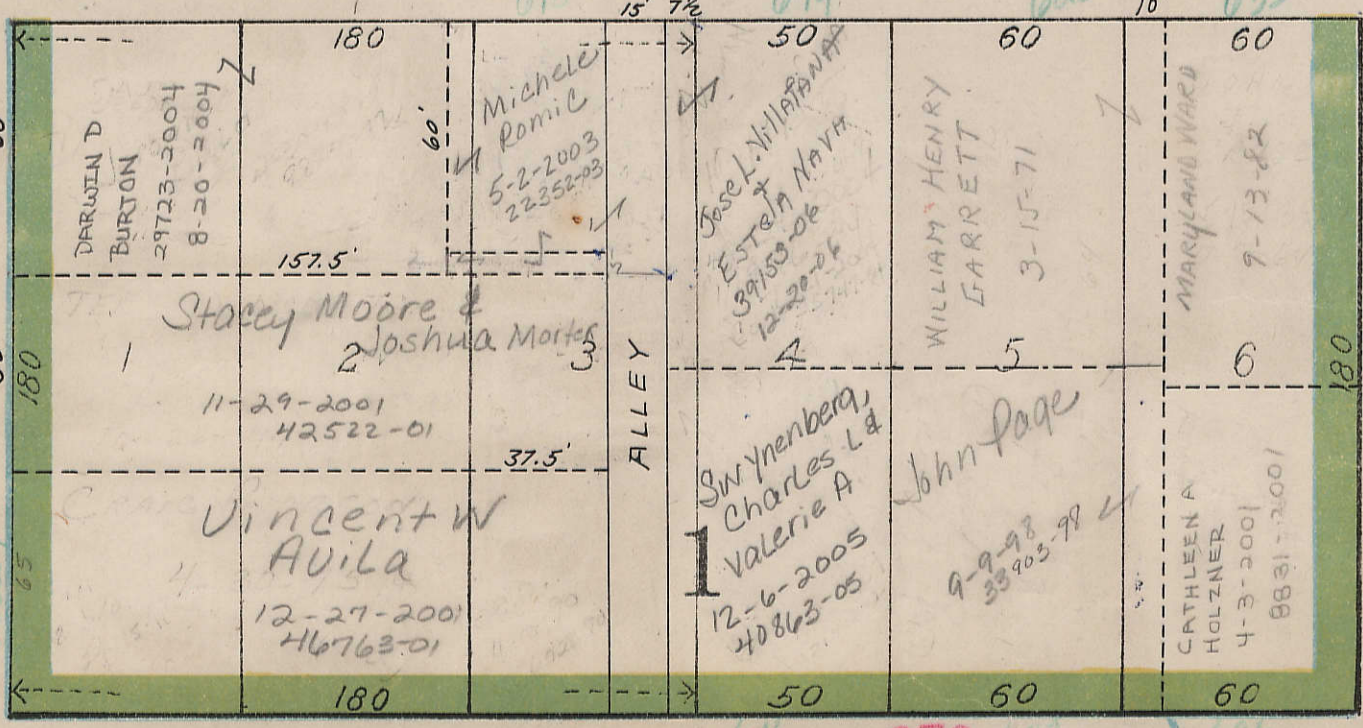 15' 7½ 10
180 50 60 60
DARWIN D
BURTON
29723-2004
8-20-2004
60'
Michele
Romic
5-2-2003
22352-03
Jose L. Villafana
&
Estela Nava
39153-06
12-20-06
WILLIAM HENRY
GARRETT
3-15-71
MARYLAND WARD
9-13-82
157.5'
Stacey Moore &
Joshua Morter
180 1 2 3 4 5 6 180
11-29-2001
42522-01
ALLEY
37.5'
65
Vincent W
Avila
12-27-2001
46763-01
1
Swynenberg,
Charles L &
Valerie A
12-6-2005
40863-05
John Page
9-9-98
33903-98
CATHLEEN A
HOLZNER
4-3-2001
8831-2001
180 50 60 60